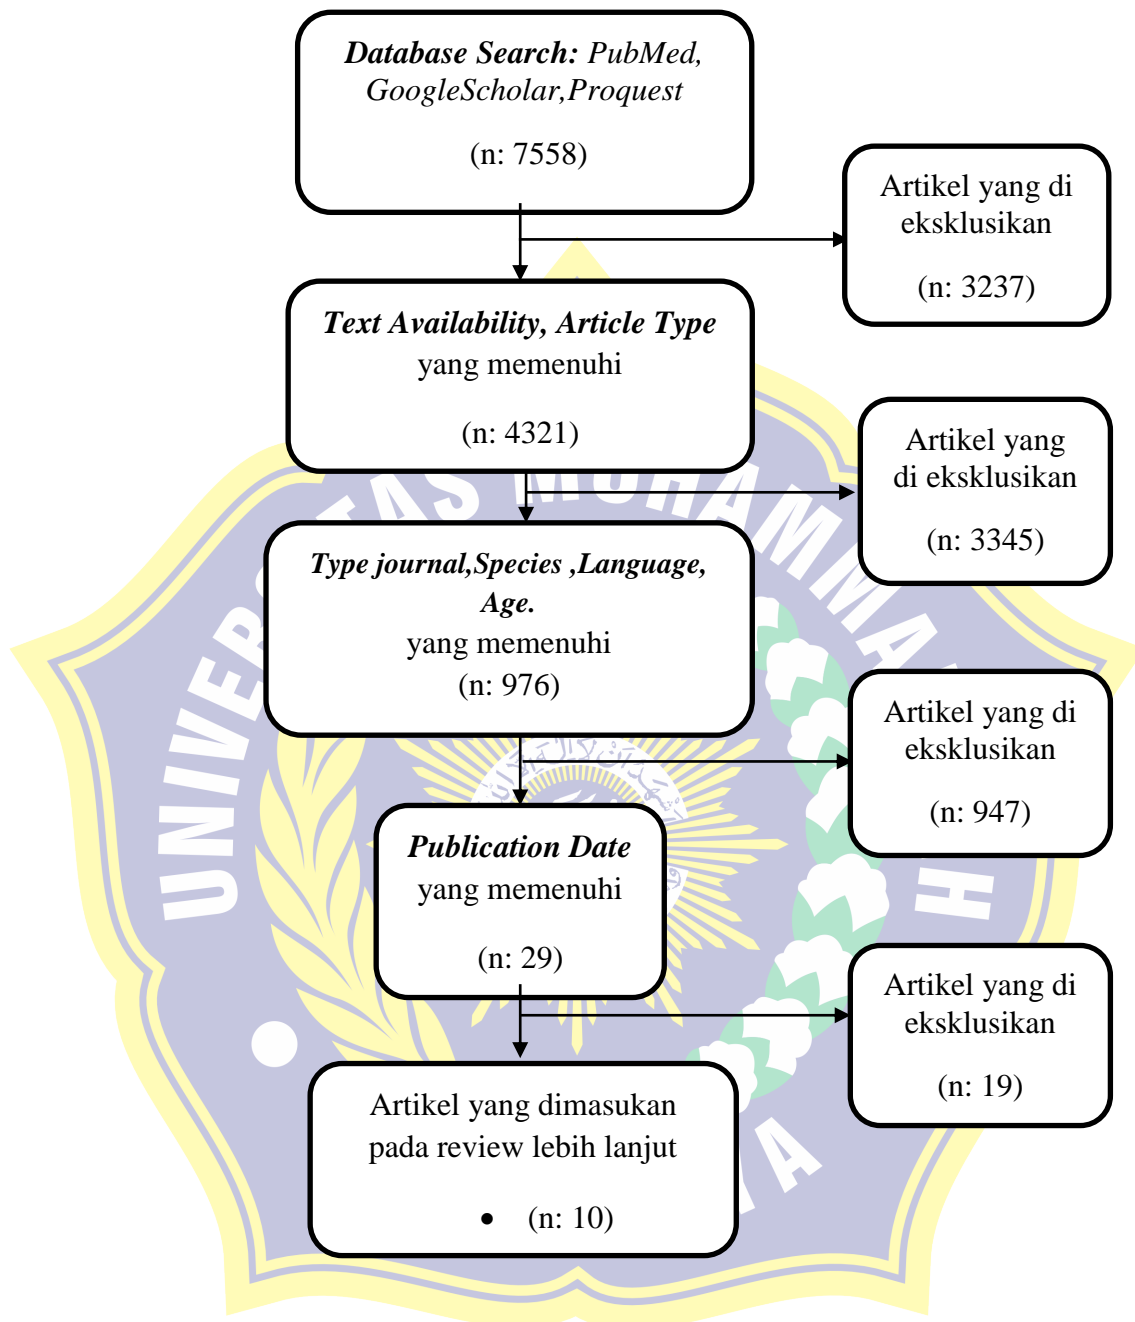 Database Search: PubMed,
GoogleScholar,Proquest
(n: 7558)
Artikel yang di
eksklusikan
(n: 3237)
Text Availability, Article Type
yang memenuhi
(n: 4321)
Artikel yang
di eksklusikan
(n: 3345)
Type journal,Species ,Language,
Age.
yang memenuhi
(n: 976)
Artikel yang di
eksklusikan
(n: 947)
Publication Date
yang memenuhi
(n: 29)
Artikel yang di
eksklusikan
(n: 19)
Artikel yang dimasukan
pada review lebih lanjut
• (n: 10)